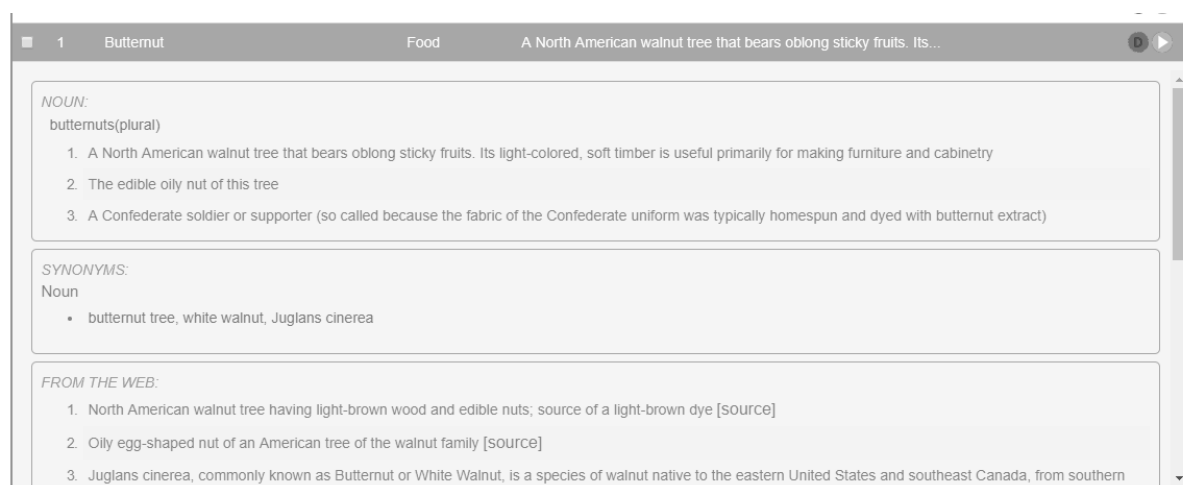 1 Butternut Food A North American walnut tree that bears oblong sticky fruits. Its... D
NOUN:
butternuts(plural)
1. A North American walnut tree that bears oblong sticky fruits. Its light-colored, soft timber is useful primarily for making furniture and cabinetry
2. The edible oily nut of this tree
3. A Confederate soldier or supporter (so called because the fabric of the Confederate uniform was typically homespun and dyed with butternut extract)
SYNONYMS:
Noun
• butternut tree, white walnut, Juglans cinerea
FROM THE WEB:
1. North American walnut tree having light-brown wood and edible nuts; source of a light-brown dye [source]
2. Oily egg-shaped nut of an American tree of the walnut family [source]
3. Juglans cinerea, commonly known as Butternut or White Walnut, is a species of walnut native to the eastern United States and southeast Canada, from southern